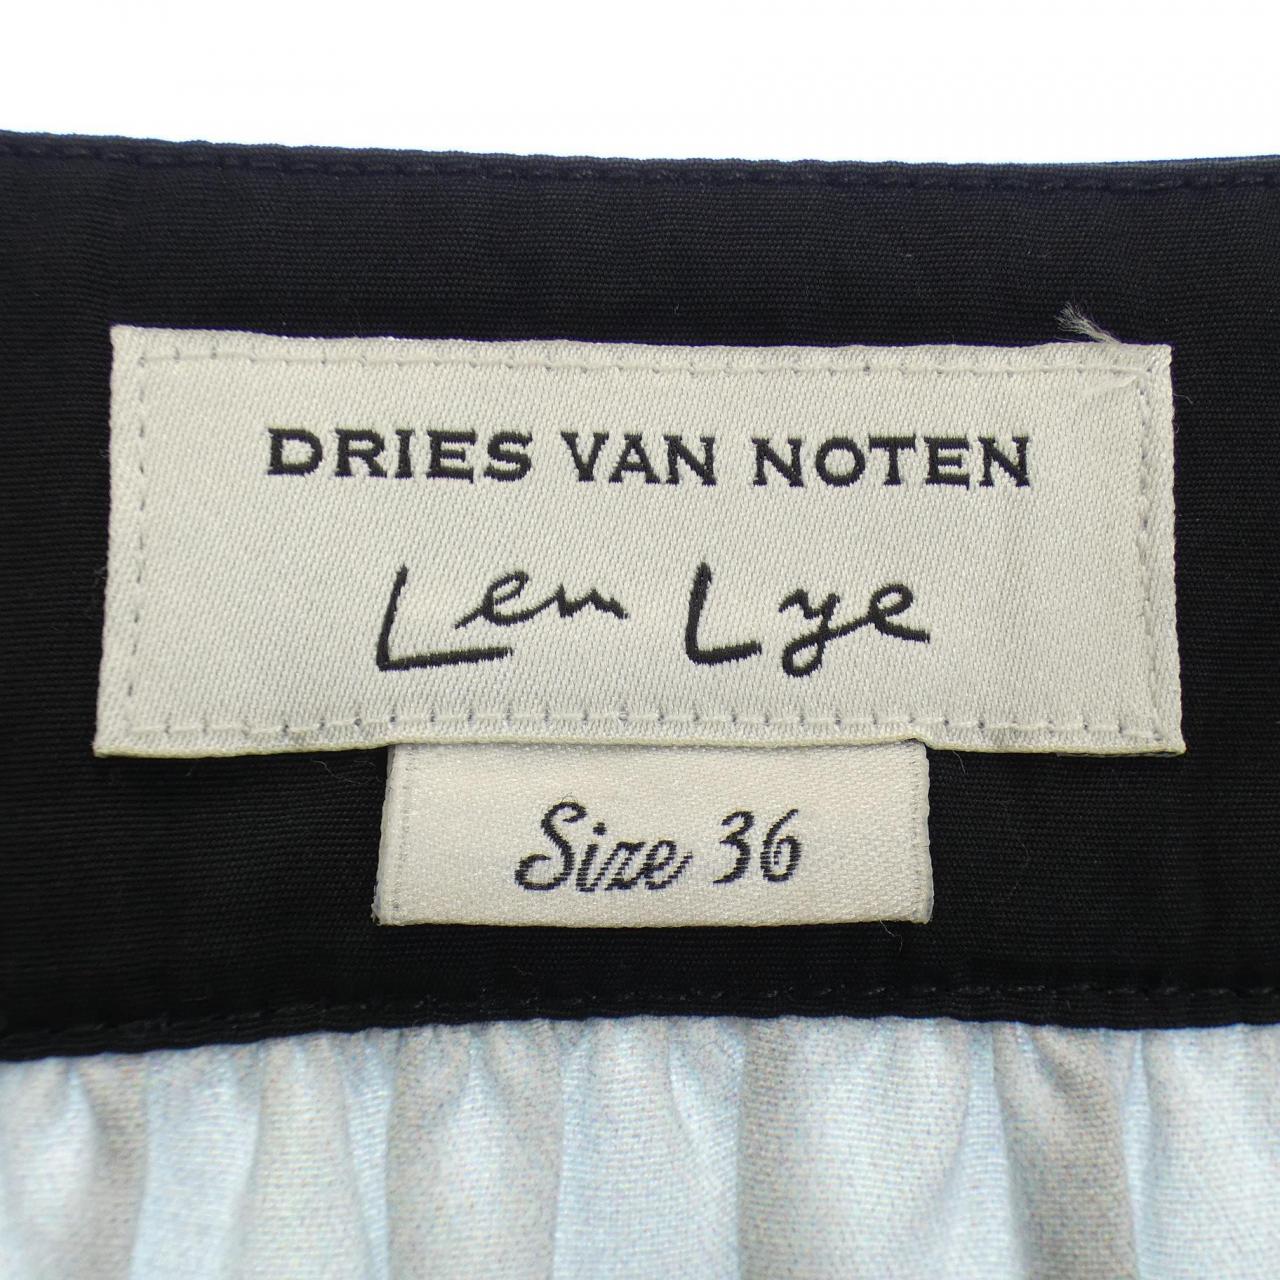 DRIES VAN NOTEN
Len Lye
Size 36